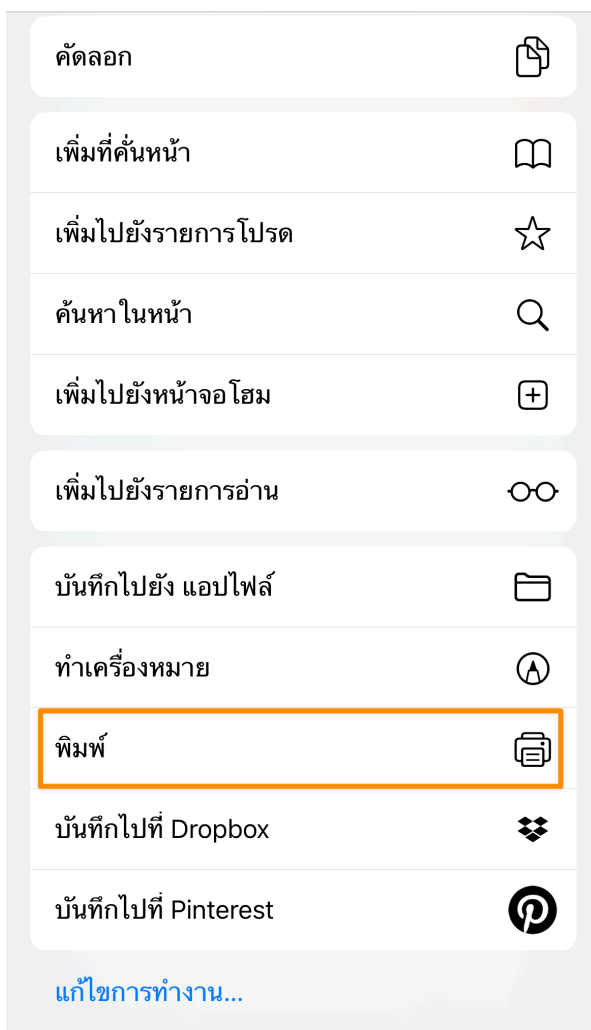 คัดลอก
เพิ่มที่คั่นหน้า
เพิ่มไปยังรายการโปรด
ค้นหาในหน้า
เพิ่มไปยังหน้าจอโฮม
เพิ่มไปยังรายการอ่าน
บันทึกไปยัง แอปไฟล์
ทำเครื่องหมาย
พิมพ์
บันทึกไปที่ Dropbox
บันทึกไปที่ Pinterest
แก้ไขการทำงาน...